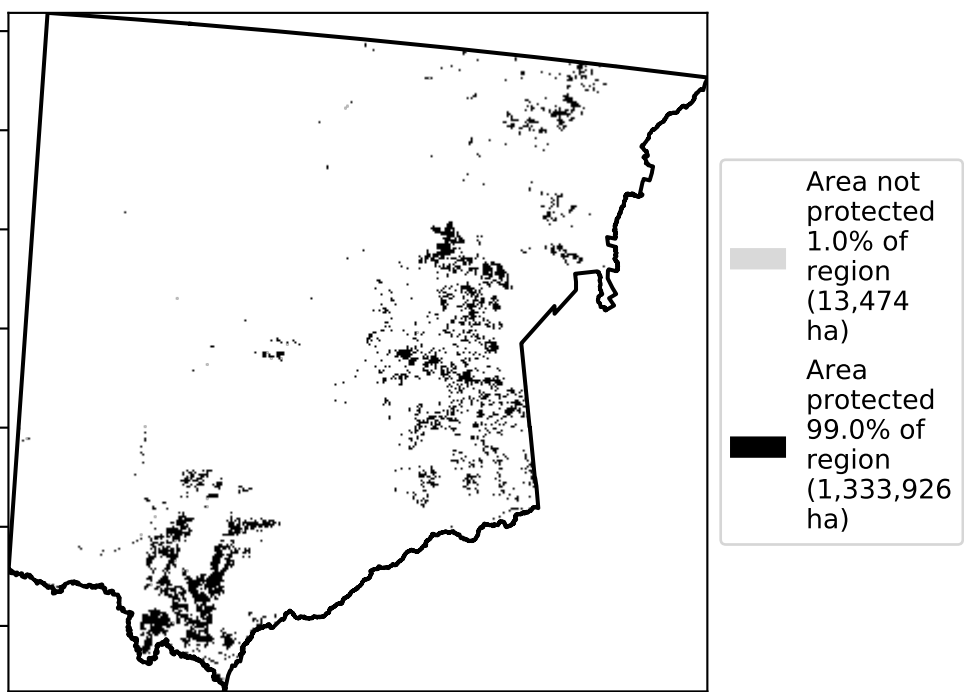 Area not
protected
1.0% of
region
(13,474
ha)
Area
protected
99.0% of
region
(1,333,926
ha)